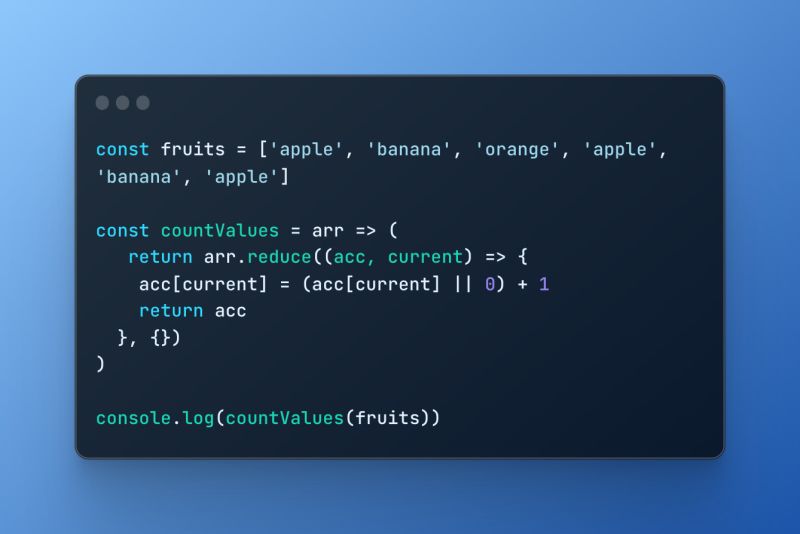 const fruits = ['apple', 'banana', 'orange', 'apple',
'banana', 'apple']

const countValues = arr => (
   return arr.reduce((acc, current) => {
    acc[current] = (acc[current] || 0) + 1
    return acc
  }, {})
)

console.log(countValues(fruits))